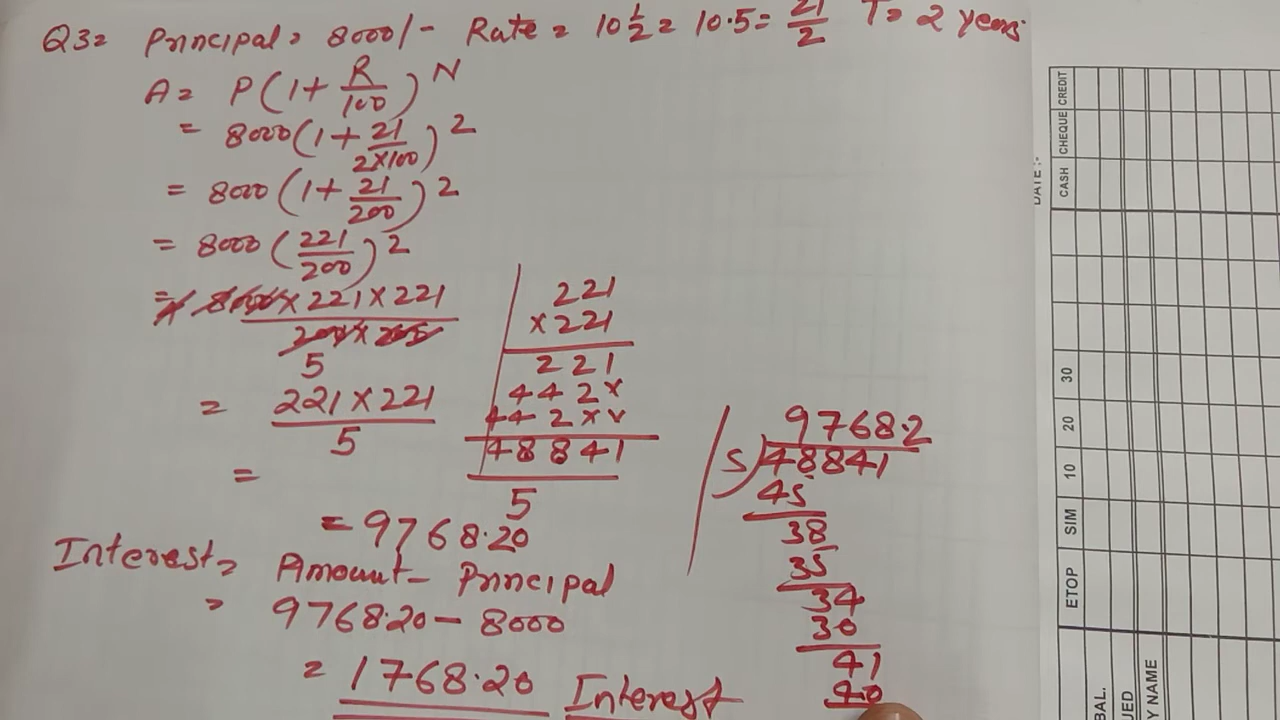 Q3= Principal= 8000/- Rate = 10 1/2 = 10.5 = 21/2 T= 2 years
A= P(1+ R/100)N
= 8000(1+ 21/2×100)2
= 8000(1+ 21/200)2
= 8000(221/200)2
= 8000×221×221
200×200
5
= 221×221
5
=
221
×221
221
442×
442××
48841
5
= 9768.20
9768.2
5)48841
45
38
35
34
30
41
40
Interest= Amount- Principal
= 9768.20- 8000
= 1768.20 Interest
DATE :-
CASH CHEQUE CREDIT
ETOP SIM 10 20 30
BAL.
Y NAME